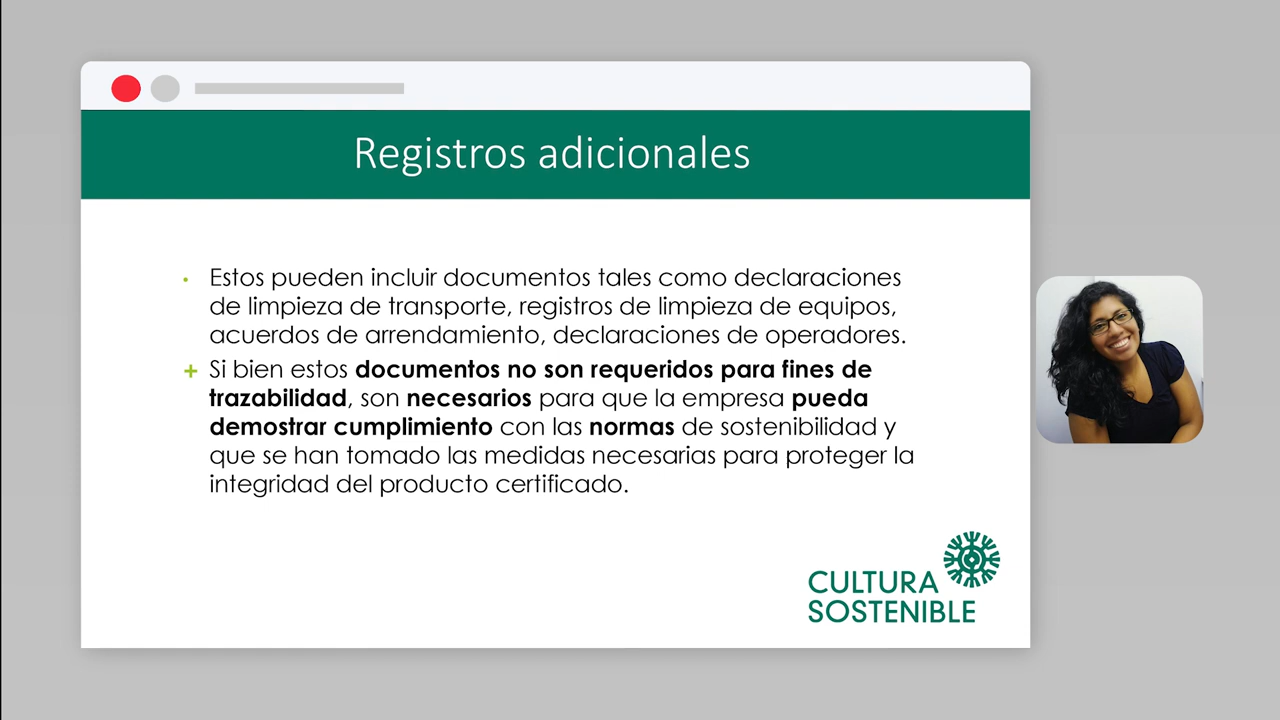 Registros adicionales
• Estos pueden incluir documentos tales como declaraciones
de limpieza de transporte, registros de limpieza de equipos,
acuerdos de arrendamiento, declaraciones de operadores.
+ Si bien estos documentos no son requeridos para fines de
trazabilidad, son necesarios para que la empresa pueda
demostrar cumplimiento con las normas de sostenibilidad y
que se han tomado las medidas necesarias para proteger la
integridad del producto certificado.
CULTURA
SOSTENIBLE